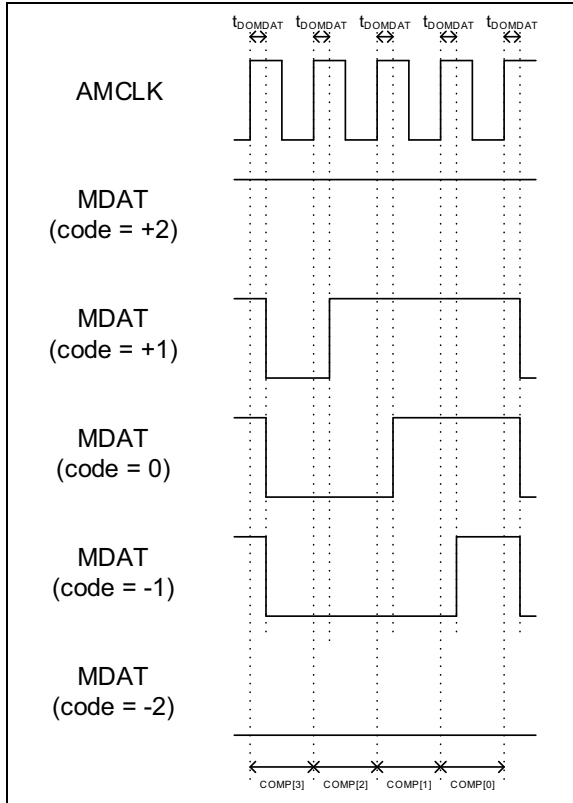 tDOMDAT tDOMDAT tDOMDAT tDOMDAT tDOMDAT
AMCLK
MDAT
(code = +2)
MDAT
(code = +1)
MDAT
(code = 0)
MDAT
(code = -1)
MDAT
(code = -2)
COMP[3] COMP[2] COMP[1] COMP[0]